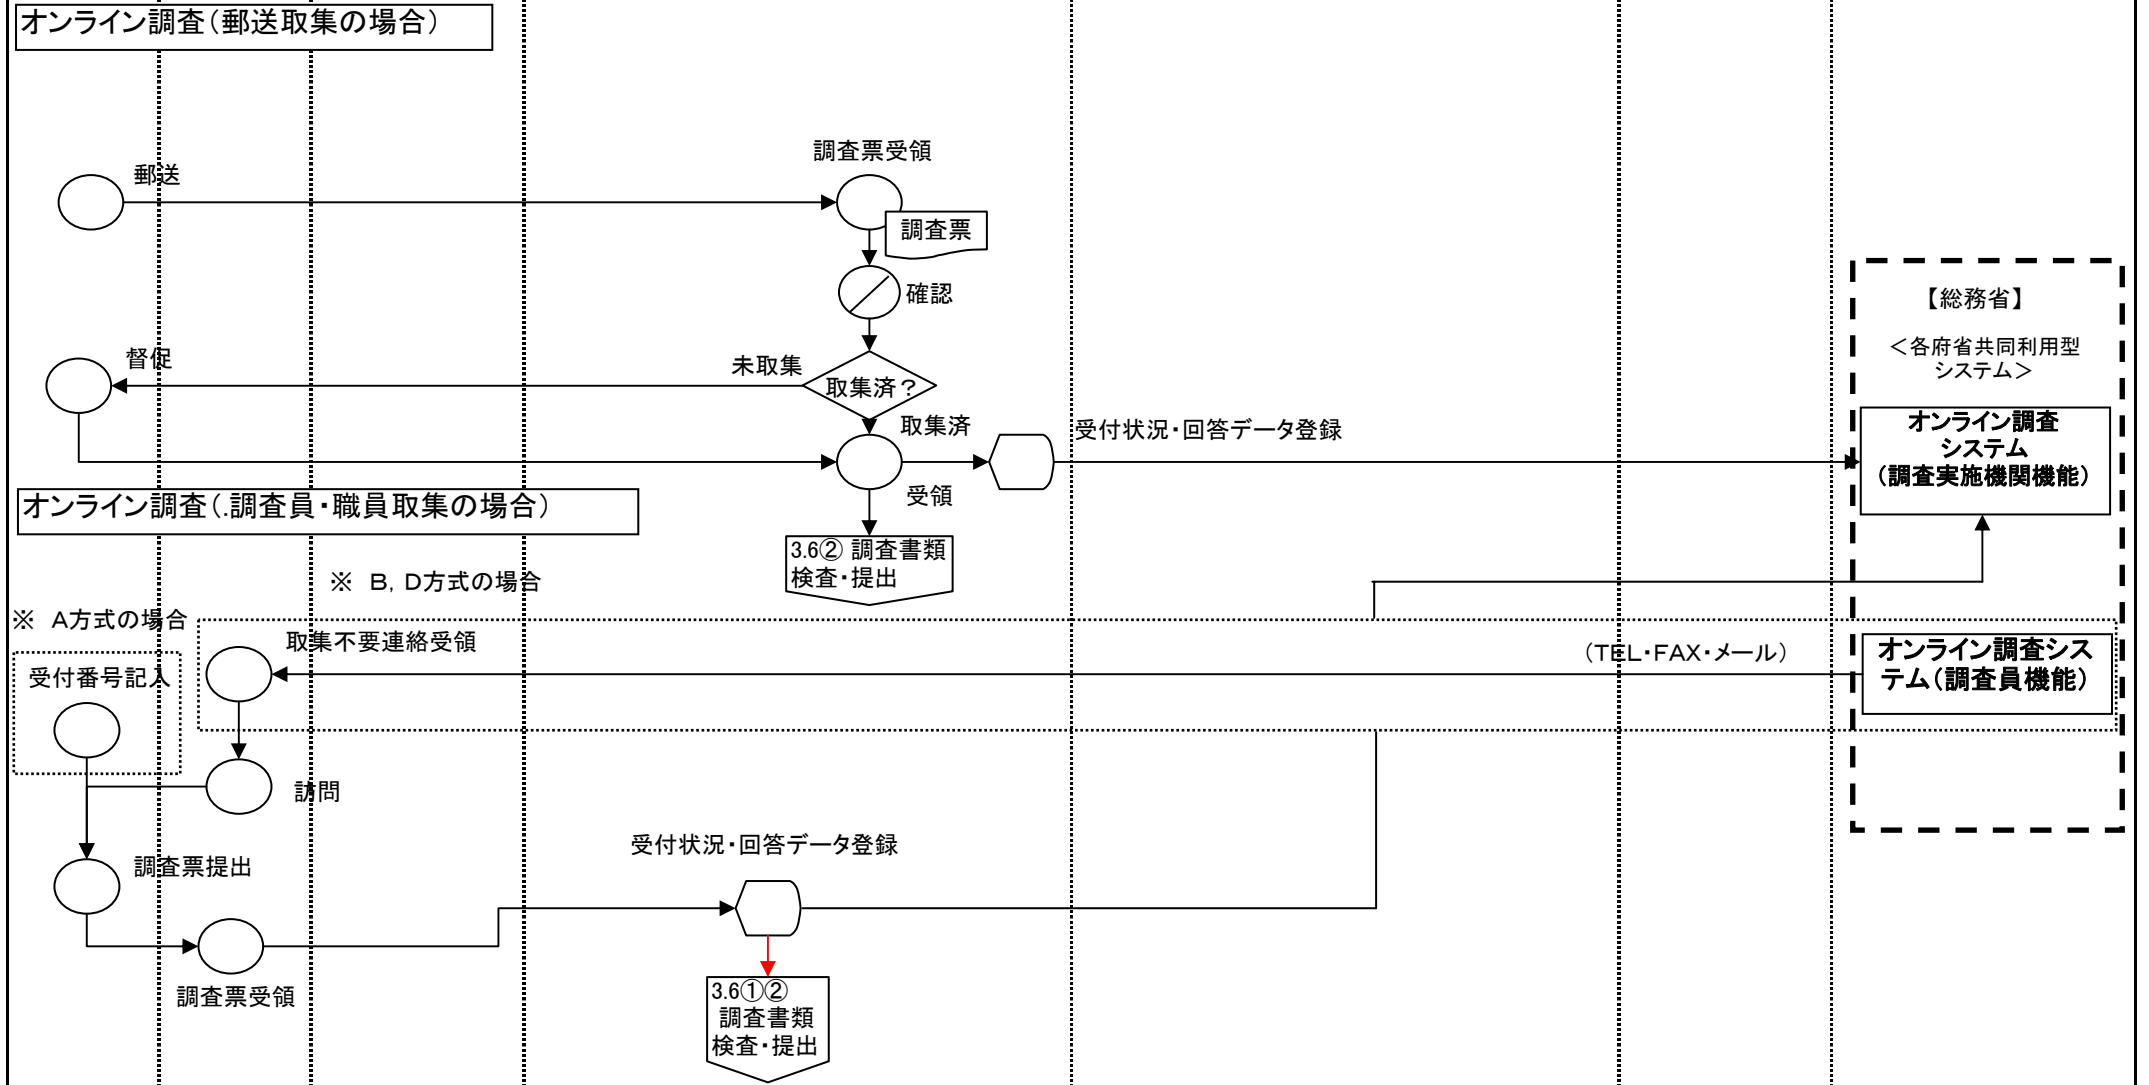 オンライン調査（郵送取集の場合）
調査票受領
郵送
調査票
確認
【総務省】
＜各府省共同利用型
システム＞
督促
未取集
取集済？
取集済
受付状況・回答データ登録
オンライン調査
システム
（調査実施機関機能）
受領
オンライン調査（.調査員・職員取集の場合）
3.6② 調査書類
検査・提出
※　Ｂ，Ｄ方式の場合
※　Ａ方式の場合
取集不要連絡受領
（ＴＥＬ・ＦＡＸ・メール）
オンライン調査シス
テム（調査員機能）
受付番号記入
訪問
受付状況・回答データ登録
調査票提出
調査票受領
3.6①②
調査書類
検査・提出